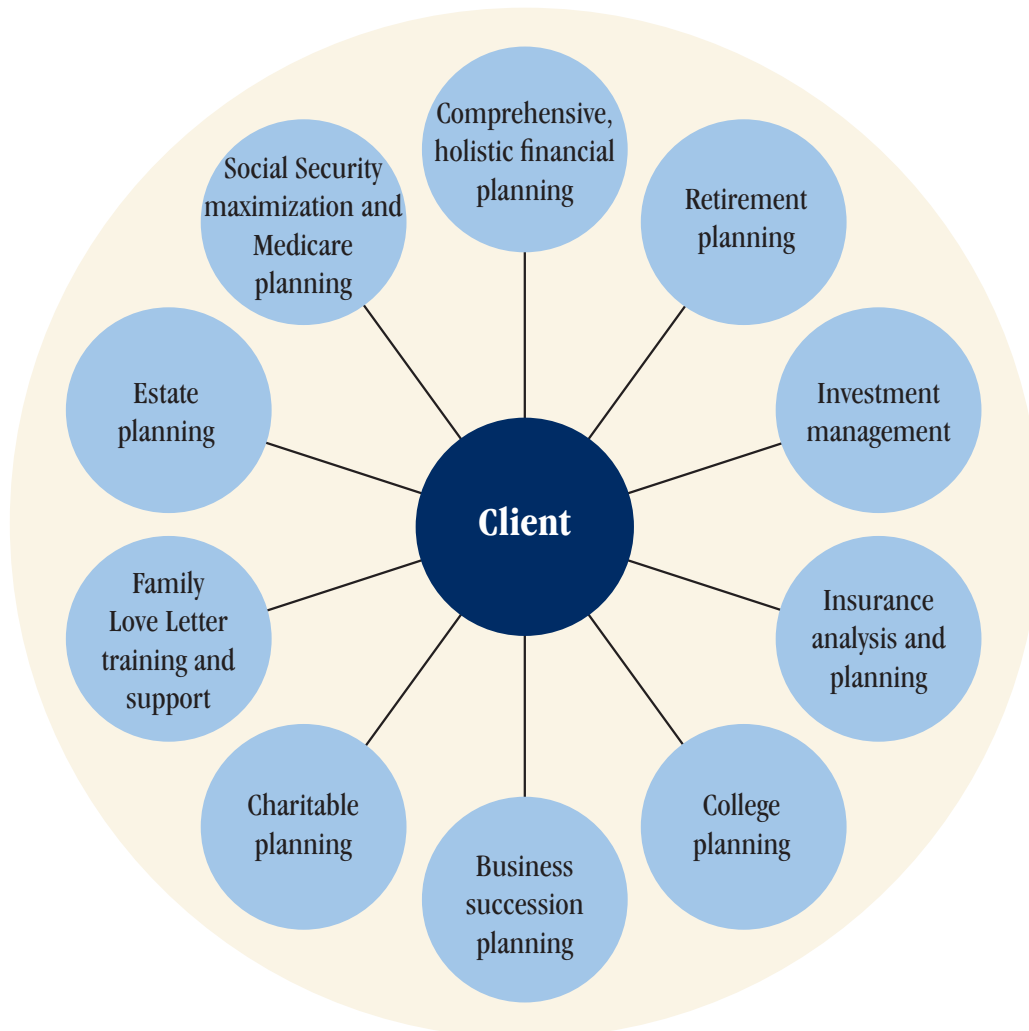 Comprehensive,
holistic financial
planning
Retirement
planning
Investment
management
Insurance
analysis and
planning
College
planning
Business
succession
planning
Charitable
planning
Family
Love Letter
training and
support
Estate
planning
Social Security
maximization and
Medicare
planning
Client